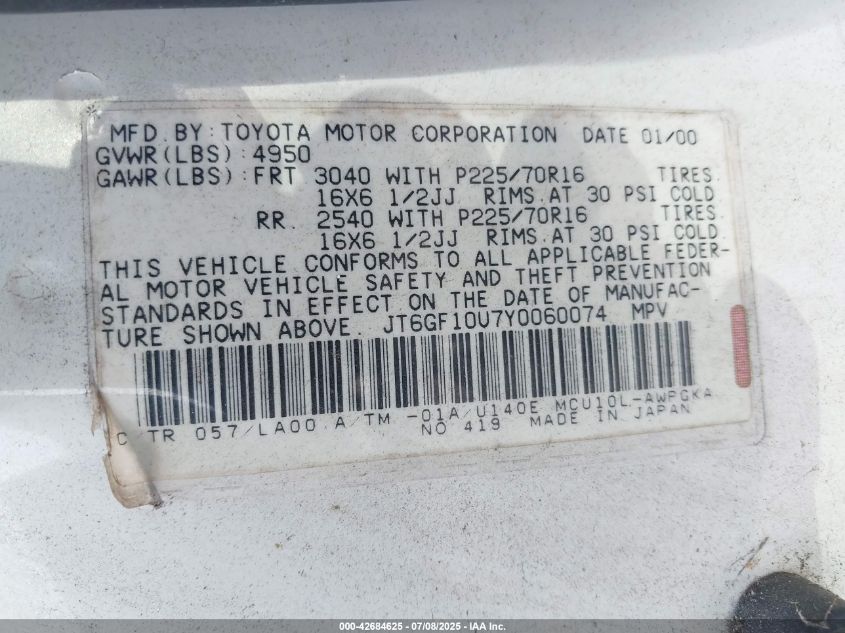 MFD. BY: TOYOTA MOTOR CORPORATION DATE 01/00
GVWR(LBS): 4950
GAWR(LBS): FRT 3040 WITH P225/70R16 TIRES.
16X6 1/2JJ RIMS. AT 30 PSI COLD
RR. 2540 WITH P225/70R16 TIRES.
16X6 1/2JJ RIMS. AT 30 PSI COLD.
THIS VEHICLE CONFORMS TO ALL APPLICABLE FEDER-
AL MOTOR VEHICLE SAFETY AND THEFT PREVENTION
STANDARDS IN EFFECT ON THE DATE OF MANUFAC-
TURE SHOWN ABOVE. JT6GF10U7Y0060074 MPV
C/TR 057/LA00 A/TM -01A/U140E MCU10L-AWPGKA
NO 419 MADE IN JAPAN
000-42684625 | 07/08/2025 - IAA Inc.